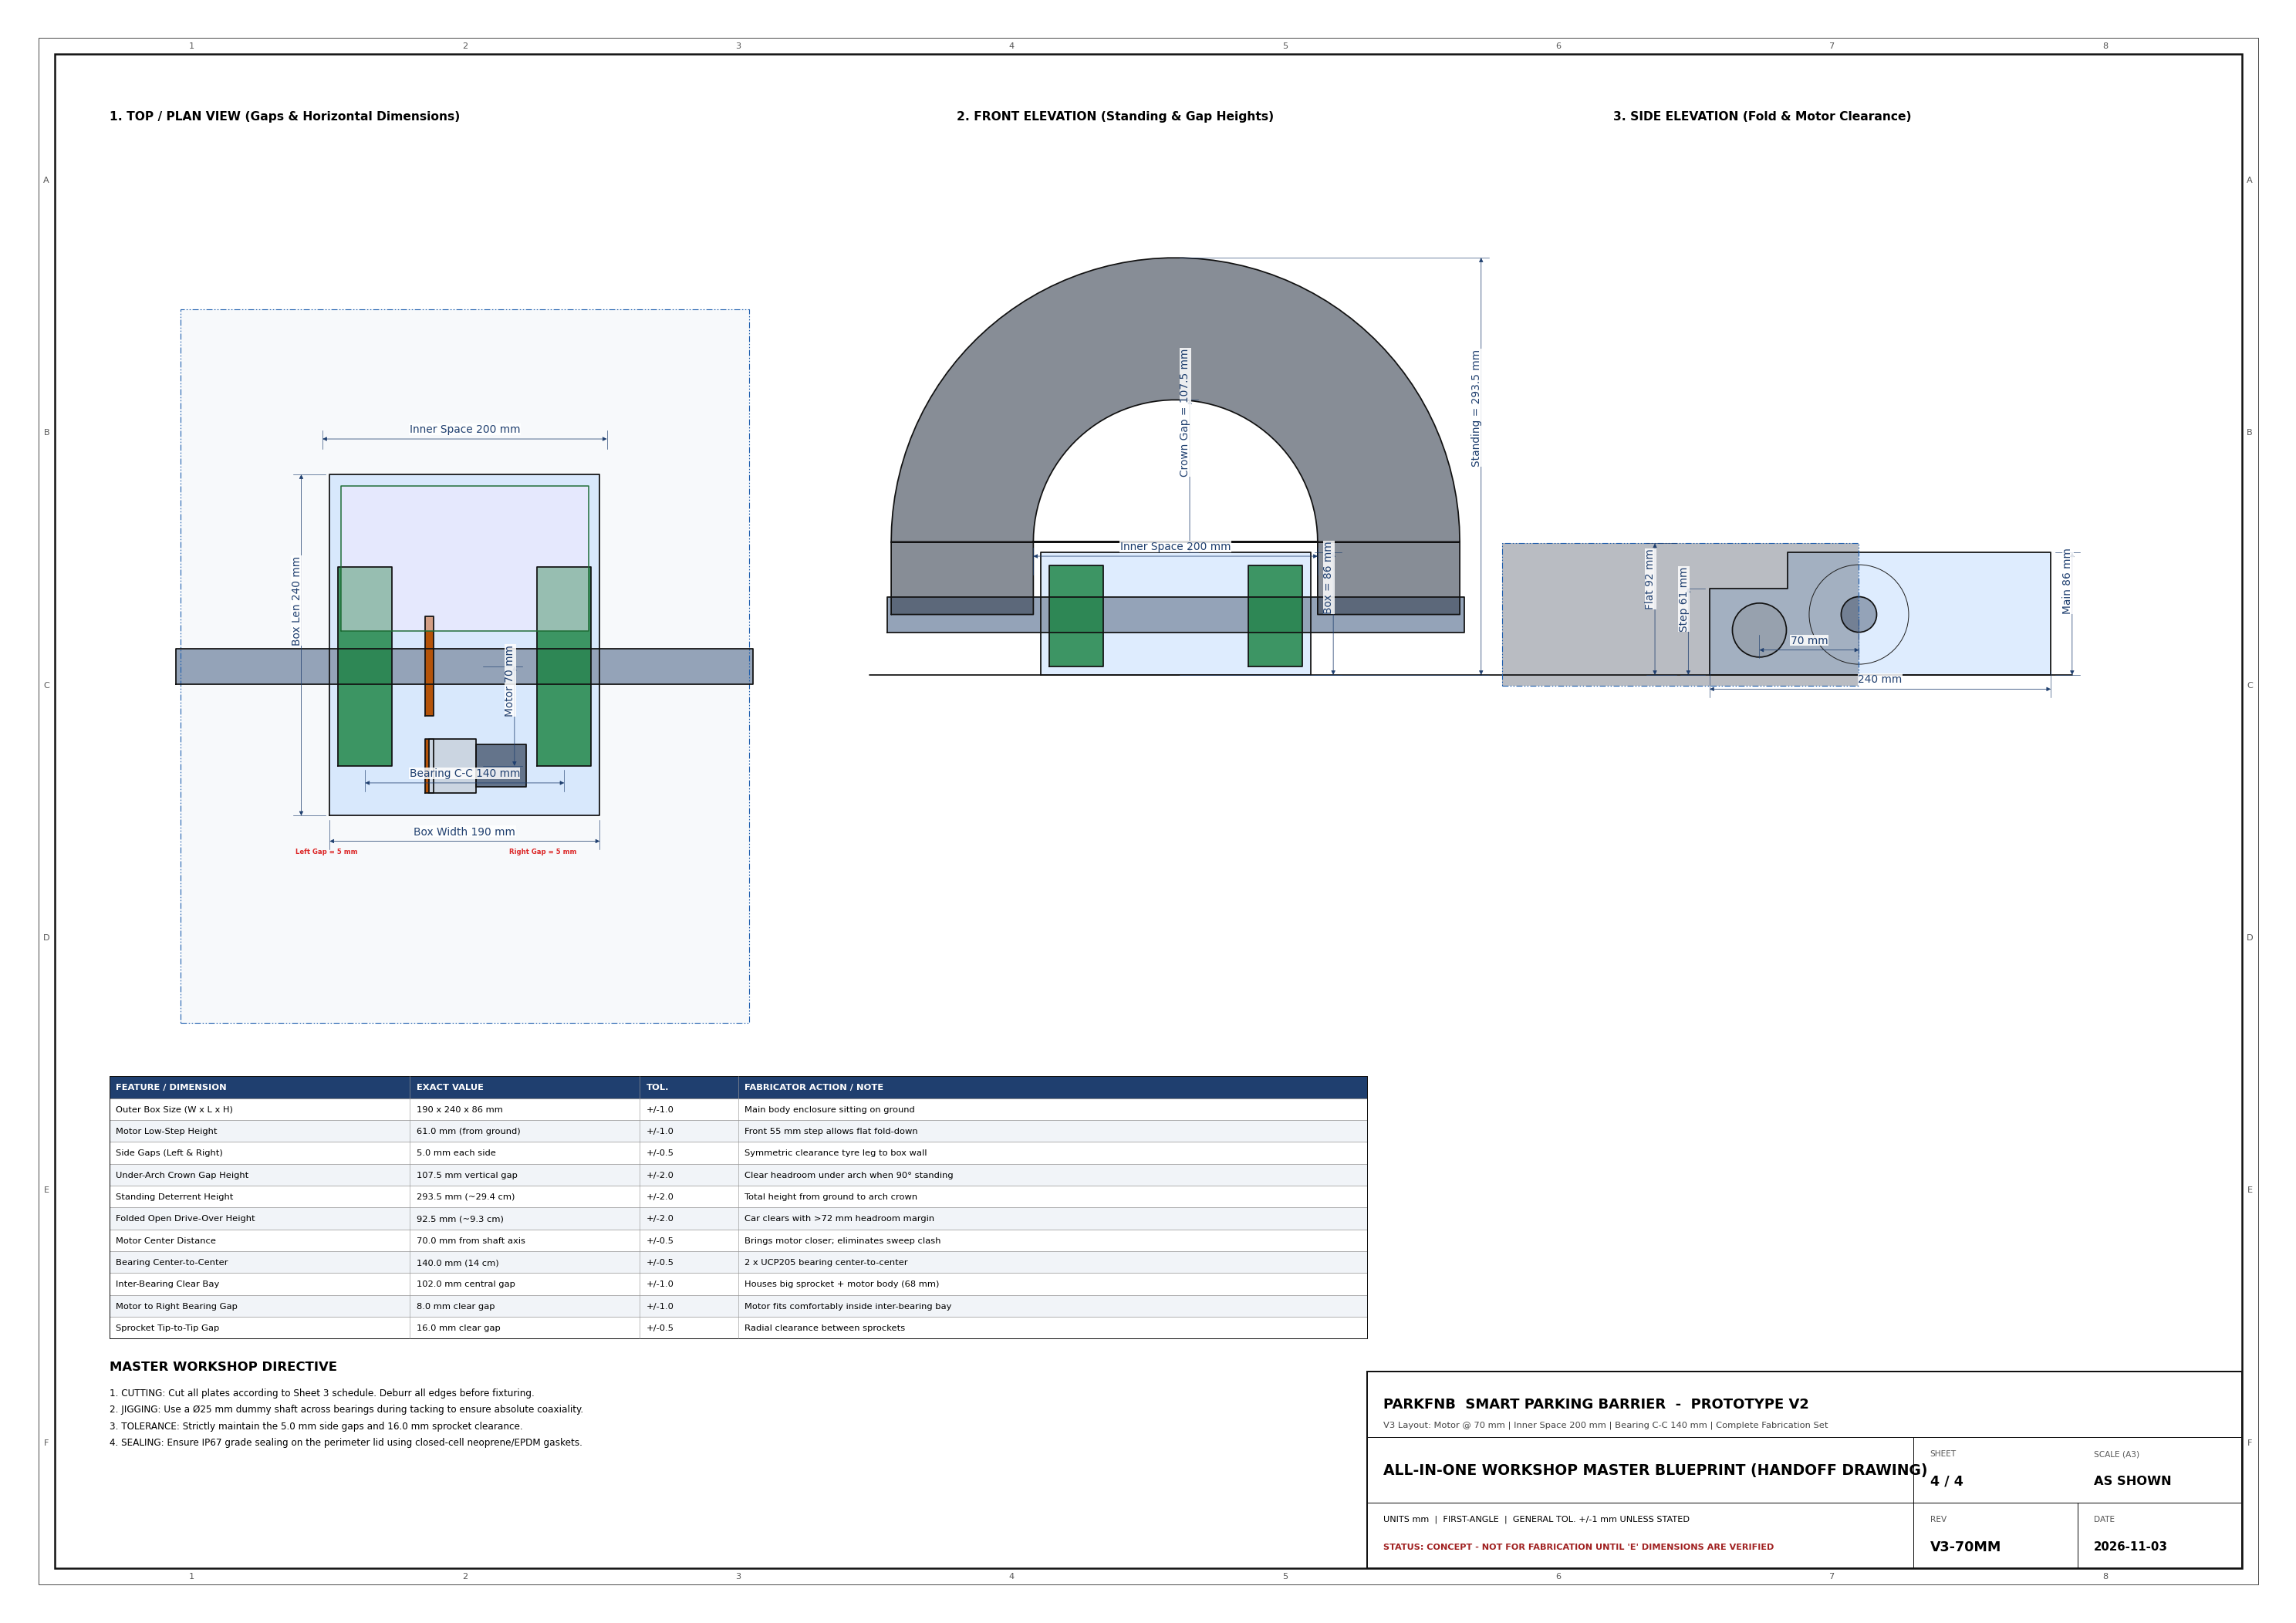 1 2 3 4 5 6 7 8
1. TOP / PLAN VIEW (Gaps & Horizontal Dimensions)
2. FRONT ELEVATION (Standing & Gap Heights)
3. SIDE ELEVATION (Fold & Motor Clearance)
A A
B B
C C
D D
E E
F F
Inner Space 200 mm
Box Len 240 mm
Motor 70 mm
Bearing C-C 140 mm
Box Width 190 mm
Left Gap = 5 mm
Right Gap = 5 mm
Crown Gap = 107.5 mm
Standing = 293.5 mm
Inner Space 200 mm
Box = 86 mm
Flat 92 mm
Step 61 mm
70 mm
Main 86 mm
240 mm
FEATURE / DIMENSION EXACT VALUE TOL. FABRICATOR ACTION / NOTE
Outer Box Size (W x L x H) 190 x 240 x 86 mm +/-1.0 Main body enclosure sitting on ground
Motor Low-Step Height 61.0 mm (from ground) +/-1.0 Front 55 mm step allows flat fold-down
Side Gaps (Left & Right) 5.0 mm each side +/-0.5 Symmetric clearance tyre leg to box wall
Under-Arch Crown Gap Height 107.5 mm vertical gap +/-2.0 Clear headroom under arch when 90° standing
Standing Deterrent Height 293.5 mm (~29.4 cm) +/-2.0 Total height from ground to arch crown
Folded Open Drive-Over Height 92.5 mm (~9.3 cm) +/-2.0 Car clears with >72 mm headroom margin
Motor Center Distance 70.0 mm from shaft axis +/-0.5 Brings motor closer; eliminates sweep clash
Bearing Center-to-Center 140.0 mm (14 cm) +/-0.5 2 x UCP205 bearing center-to-center
Inter-Bearing Clear Bay 102.0 mm central gap +/-1.0 Houses big sprocket + motor body (68 mm)
Motor to Right Bearing Gap 8.0 mm clear gap +/-1.0 Motor fits comfortably inside inter-bearing bay
Sprocket Tip-to-Tip Gap 16.0 mm clear gap +/-0.5 Radial clearance between sprockets
MASTER WORKSHOP DIRECTIVE
1. CUTTING: Cut all plates according to Sheet 3 schedule. Deburr all edges before fixturing.
2. JIGGING: Use a Ø25 mm dummy shaft across bearings during tacking to ensure absolute coaxiality.
3. TOLERANCE: Strictly maintain the 5.0 mm side gaps and 16.0 mm sprocket clearance.
4. SEALING: Ensure IP67 grade sealing on the perimeter lid using closed-cell neoprene/EPDM gaskets.
PARKFNB SMART PARKING BARRIER - PROTOTYPE V2
V3 Layout: Motor @ 70 mm | Inner Space 200 mm | Bearing C-C 140 mm | Complete Fabrication Set
ALL-IN-ONE WORKSHOP MASTER BLUEPRINT (HANDOFF DRAWING)
SHEET
4 / 4
SCALE (A3)
AS SHOWN
UNITS mm | FIRST-ANGLE | GENERAL TOL. +/-1 mm UNLESS STATED
STATUS: CONCEPT - NOT FOR FABRICATION UNTIL 'E' DIMENSIONS ARE VERIFIED
REV
V3-70MM
DATE
2026-11-03
1 2 3 4 5 6 7 8